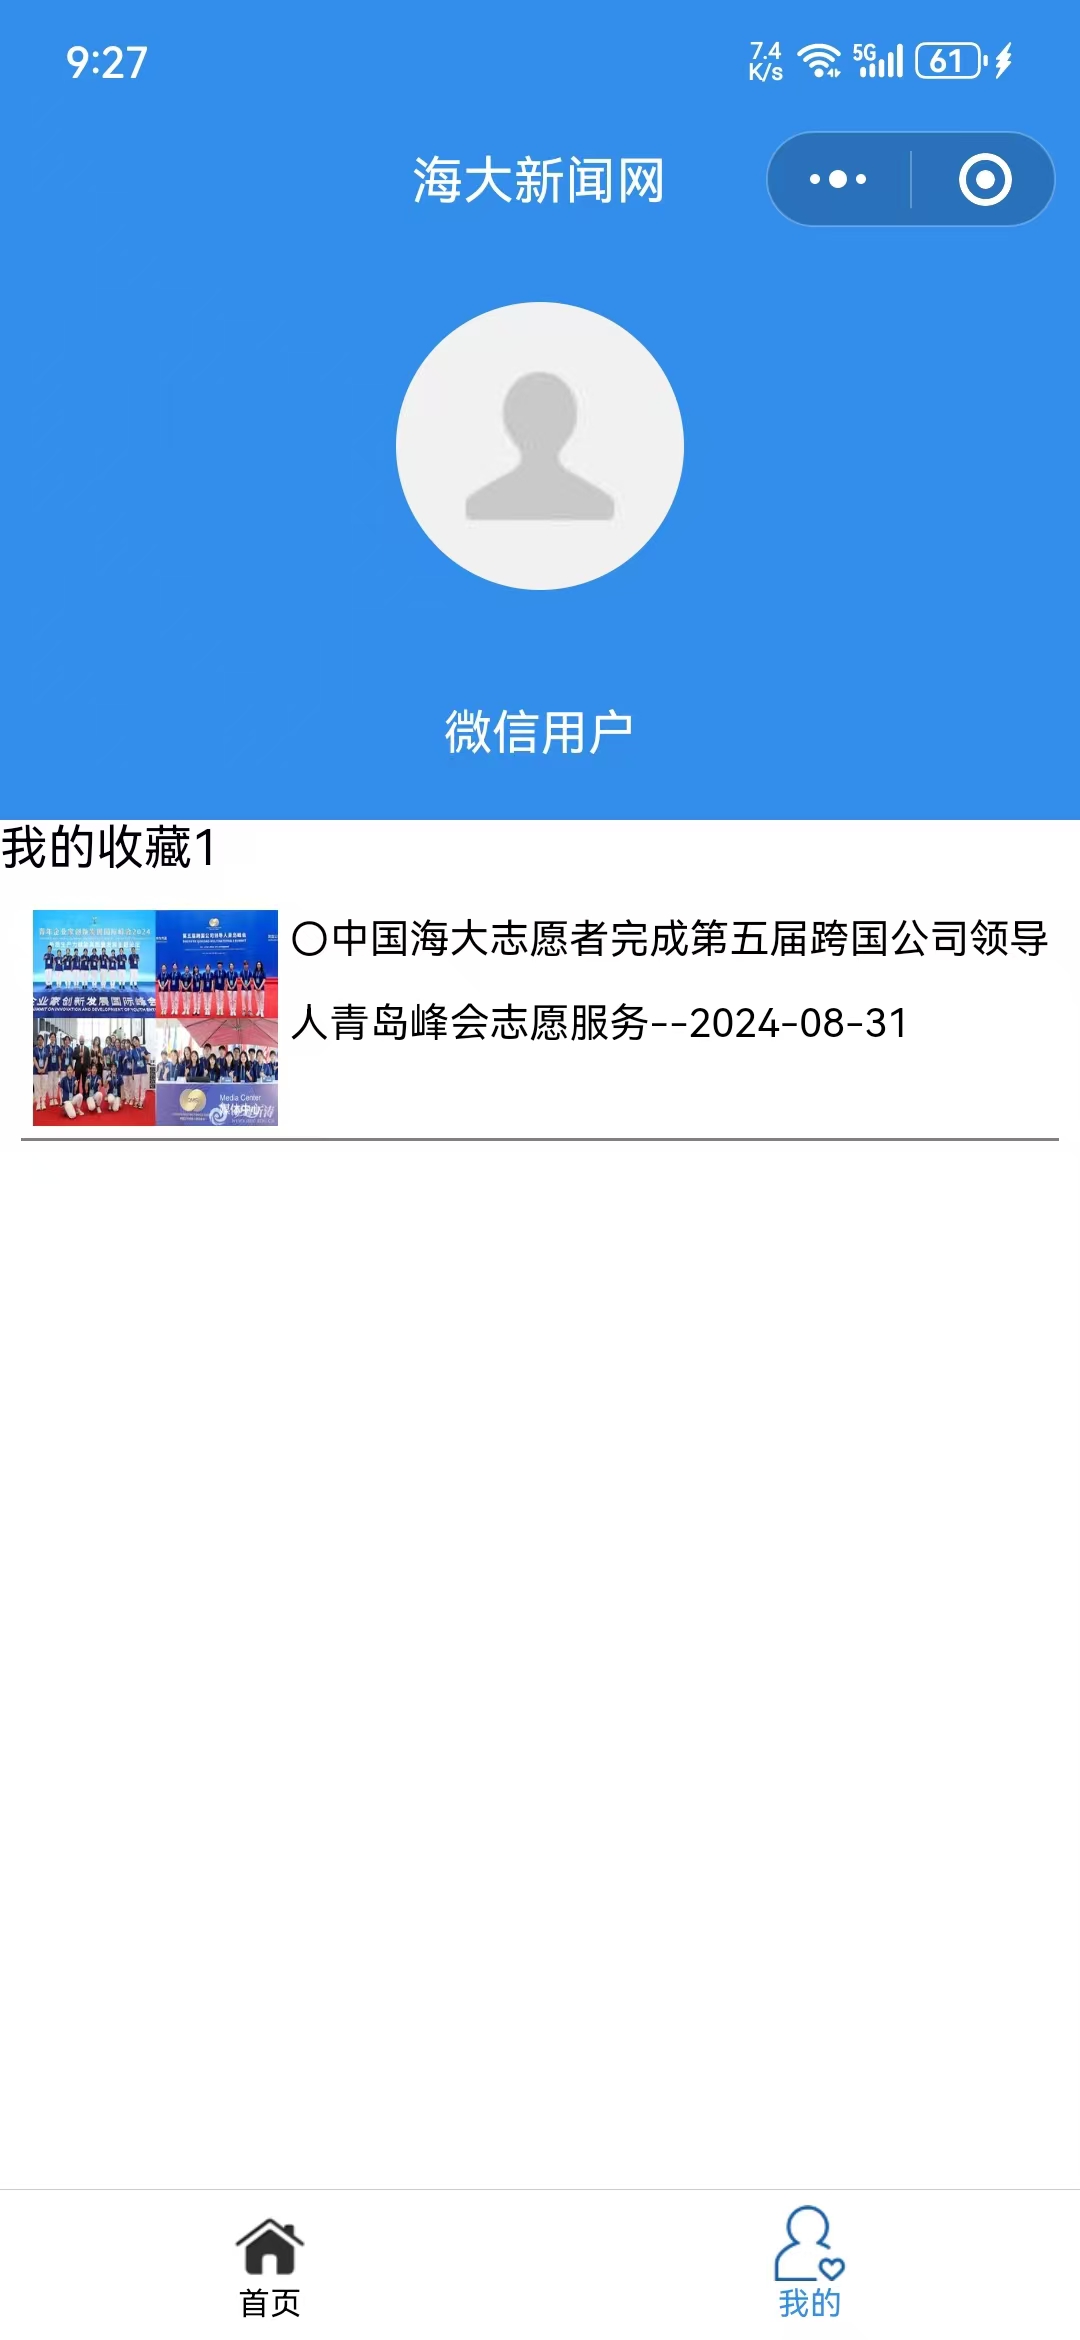 9:27
7.4
K/s
5G
61
海大新闻网
微信用户
我的收藏1
〇中国海大志愿者完成第五届跨国公司领导
人青岛峰会志愿服务--2024-08-31
Media Center
首页
我的